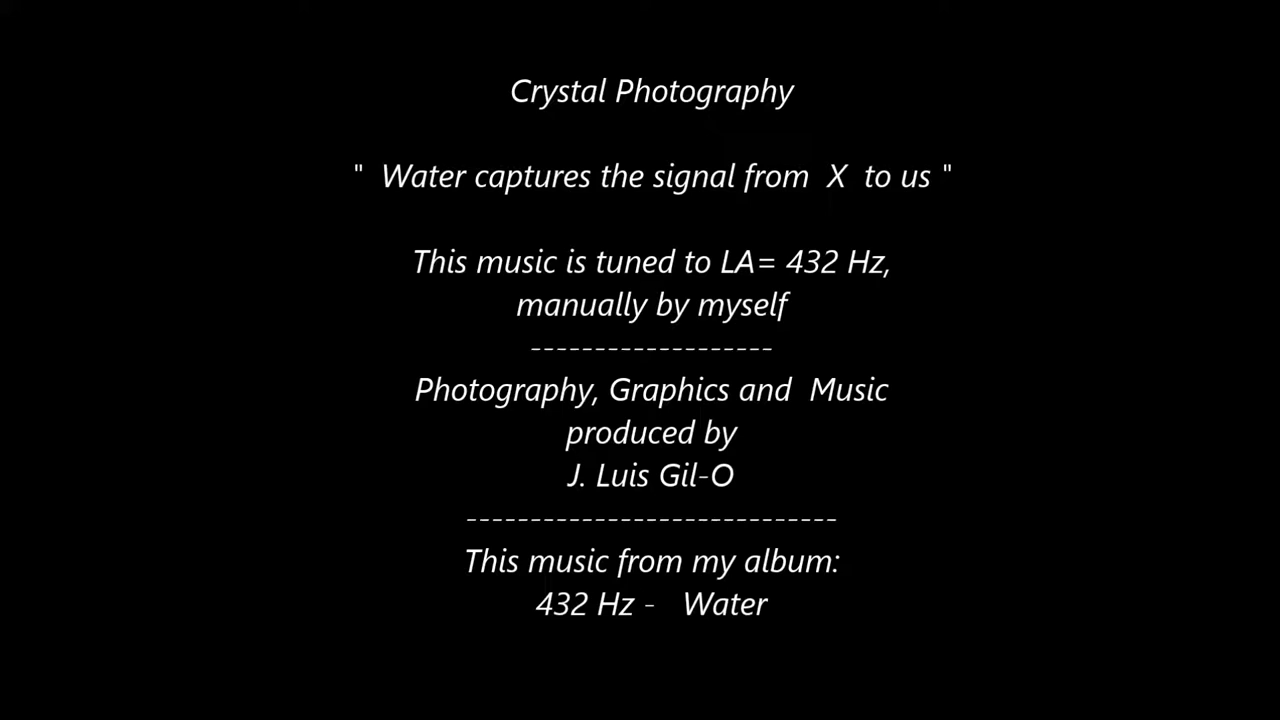 Crystal Photography
" Water captures the signal from X to us "
This music is tuned to LA= 432 Hz,
manually by myself
-------------------
Photography, Graphics and Music
produced by
J. Luis Gil-O
-----------------------------
This music from my album:
432 Hz - Water